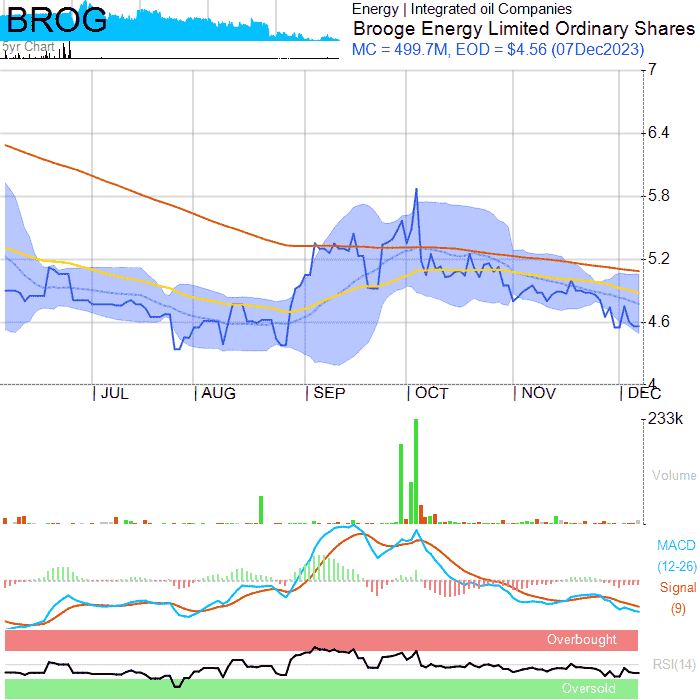 BROG
5yr Chart
Energy | Integrated oil Companies
Brooge Energy Limited Ordinary Shares
MC = 499.7M, EOD = $4.56 (07Dec2023)
7
6.4
5.8
5.2
4.6
4
JUL
AUG
SEP
OCT
NOV
DEC
233k
Volume
MACD
(12-26)
Signal
(9)
Overbought
RSI(14)
Oversold